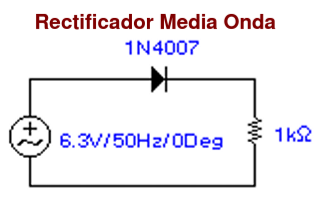 Rectificador Media Onda
1N4007
6.3V/50Hz/0Deg
1kΩ